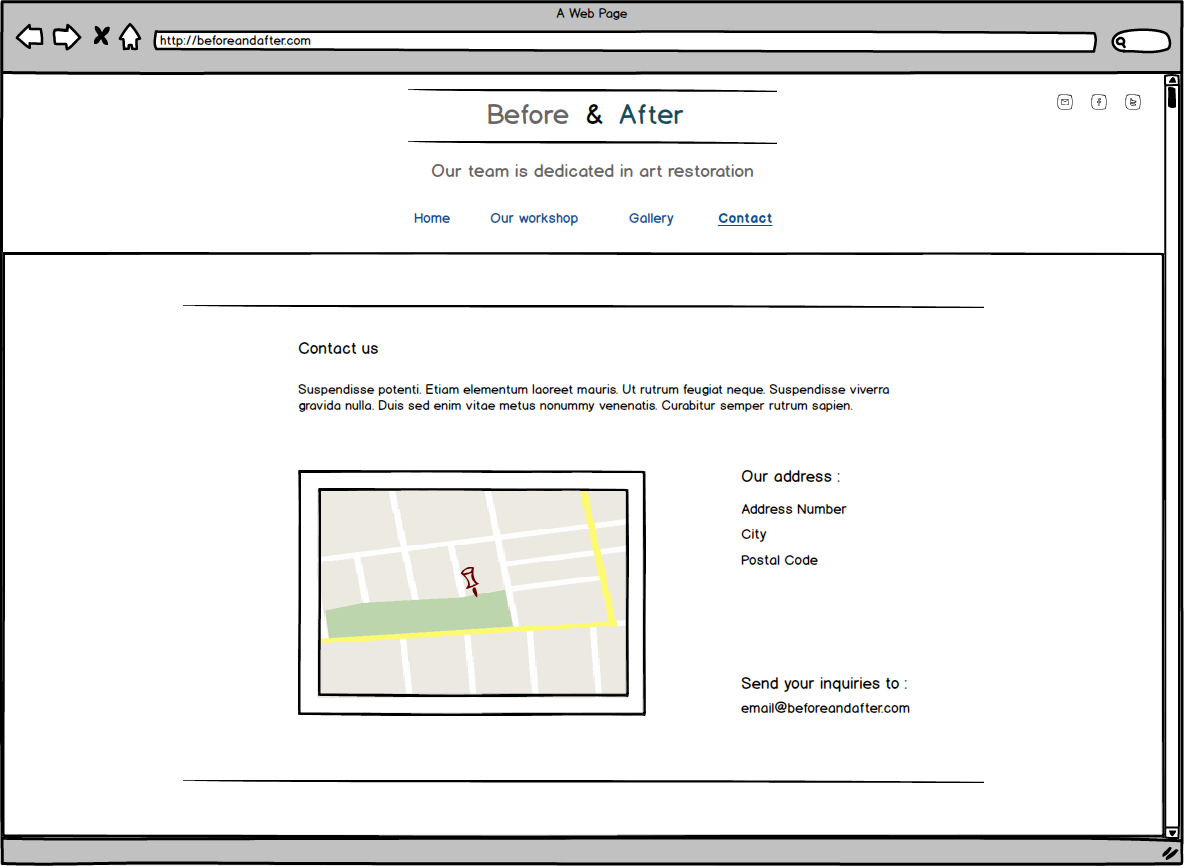 A Web Page
http://beforeandafter.com
Before & After
Our team is dedicated in art restoration
Home Our workshop Gallery Contact
Contact us
Suspendisse potenti. Etiam elementum laoreet mauris. Ut rutrum feugiat neque. Suspendisse viverra
gravida nulla. Duis sed enim vitae metus nonummy venenatis. Curabitur semper rutrum sapien.
Our address :
Address Number
City
Postal Code
Send your inquiries to :
email@beforeandafter.com